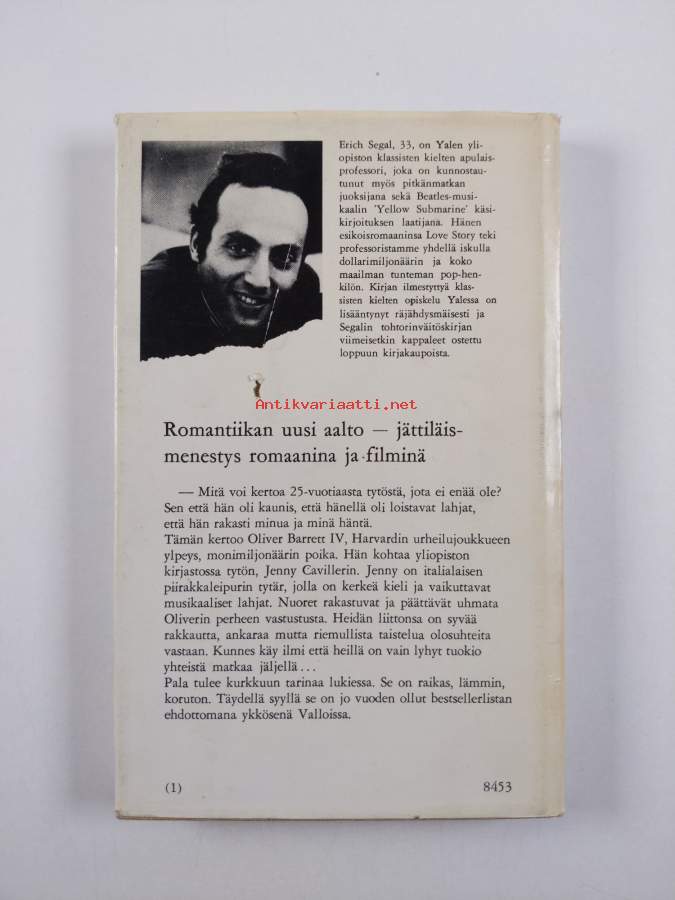 Erich Segal, 33, on Yalen yli-
opiston klassisten kielten apulais-
professori, joka on kunnostau-
tunut myös pitkänmatkan
juoksijana sekä Beatles-musi-
kaalin 'Yellow Submarine' käsi-
kirjoituksen laatijana. Hänen
esikoisromaaninsa Love Story teki
professoristamme yhdellä iskulla
dollarimiljonäärin ja koko
maailman tunteman pop-hen-
kilön. Kirjan ilmestyttyä klas-
sisten kielten opiskelu Yalessa on
lisääntynyt räjähdysmäisesti ja
Segalin tohtorinväitöskirjan
viimeisetkin kappaleet ostettu
loppuun kirjakaupoista.
Antikvariaatti.net
Romantiikan uusi aalto — jättiläis-
menestys romaanina ja filminä
— Mitä voi kertoa 25-vuotiaasta tytöstä, jota ei enää ole?
Sen että hän oli kaunis, että hänellä oli loistavat lahjat,
että hän rakasti minua ja minä häntä.
Tämän kertoo Oliver Barrett IV, Harvardin urheilujoukkueen
ylpeys, monimiljonäärin poika. Hän kohtaa yliopiston
kirjastossa tytön, Jenny Cavillerin. Jenny on italialaisen
piirakkaleipurin tytär, jolla on kerkeä kieli ja vaikuttavat
musikaaliset lahjat. Nuoret rakastuvat ja päättävät uhmata
Oliverin perheen vastustusta. Heidän liittonsa on syvää
rakkautta, ankaraa mutta riemullista taistelua olosuhteita
vastaan. Kunnes käy ilmi että heillä on vain lyhyt tuokio
yhteistä matkaa jäljellä...
Pala tulee kurkkuun tarinaa lukiessa. Se on raikas, lämmin,
koruton. Täydellä syyllä se on jo vuoden ollut bestsellerlistan
ehdottomana ykkösenä Valloissa.
(1) 8453